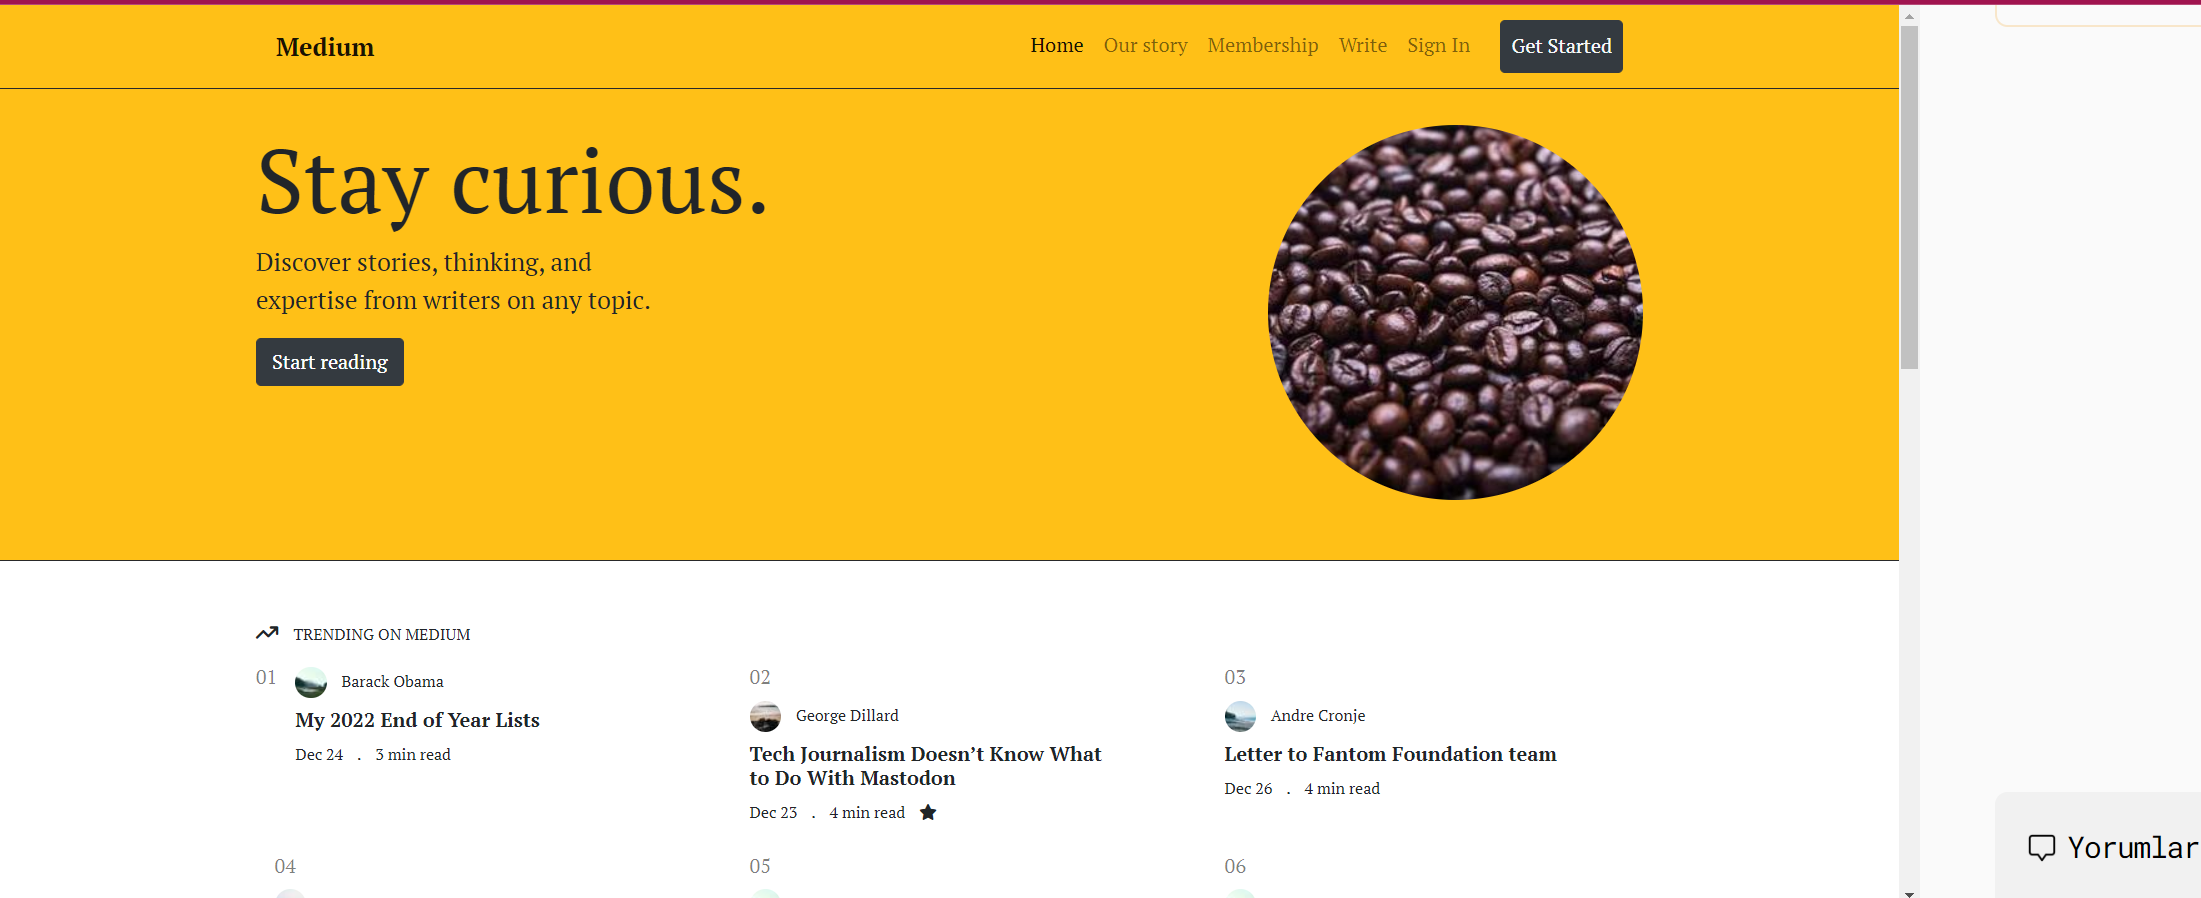 Medium
Home
Our story
Membership
Write
Sign In
Get Started
Stay curious.
Discover stories, thinking, and
expertise from writers on any topic.
Start reading
TRENDING ON MEDIUM
01
Barack Obama
My 2022 End of Year Lists
Dec 24 . 3 min read
02
George Dillard
Tech Journalism Doesn’t Know What
to Do With Mastodon
Dec 23 . 4 min read
03
Andre Cronje
Letter to Fantom Foundation team
Dec 26 . 4 min read
04
05
06
Yorumlar